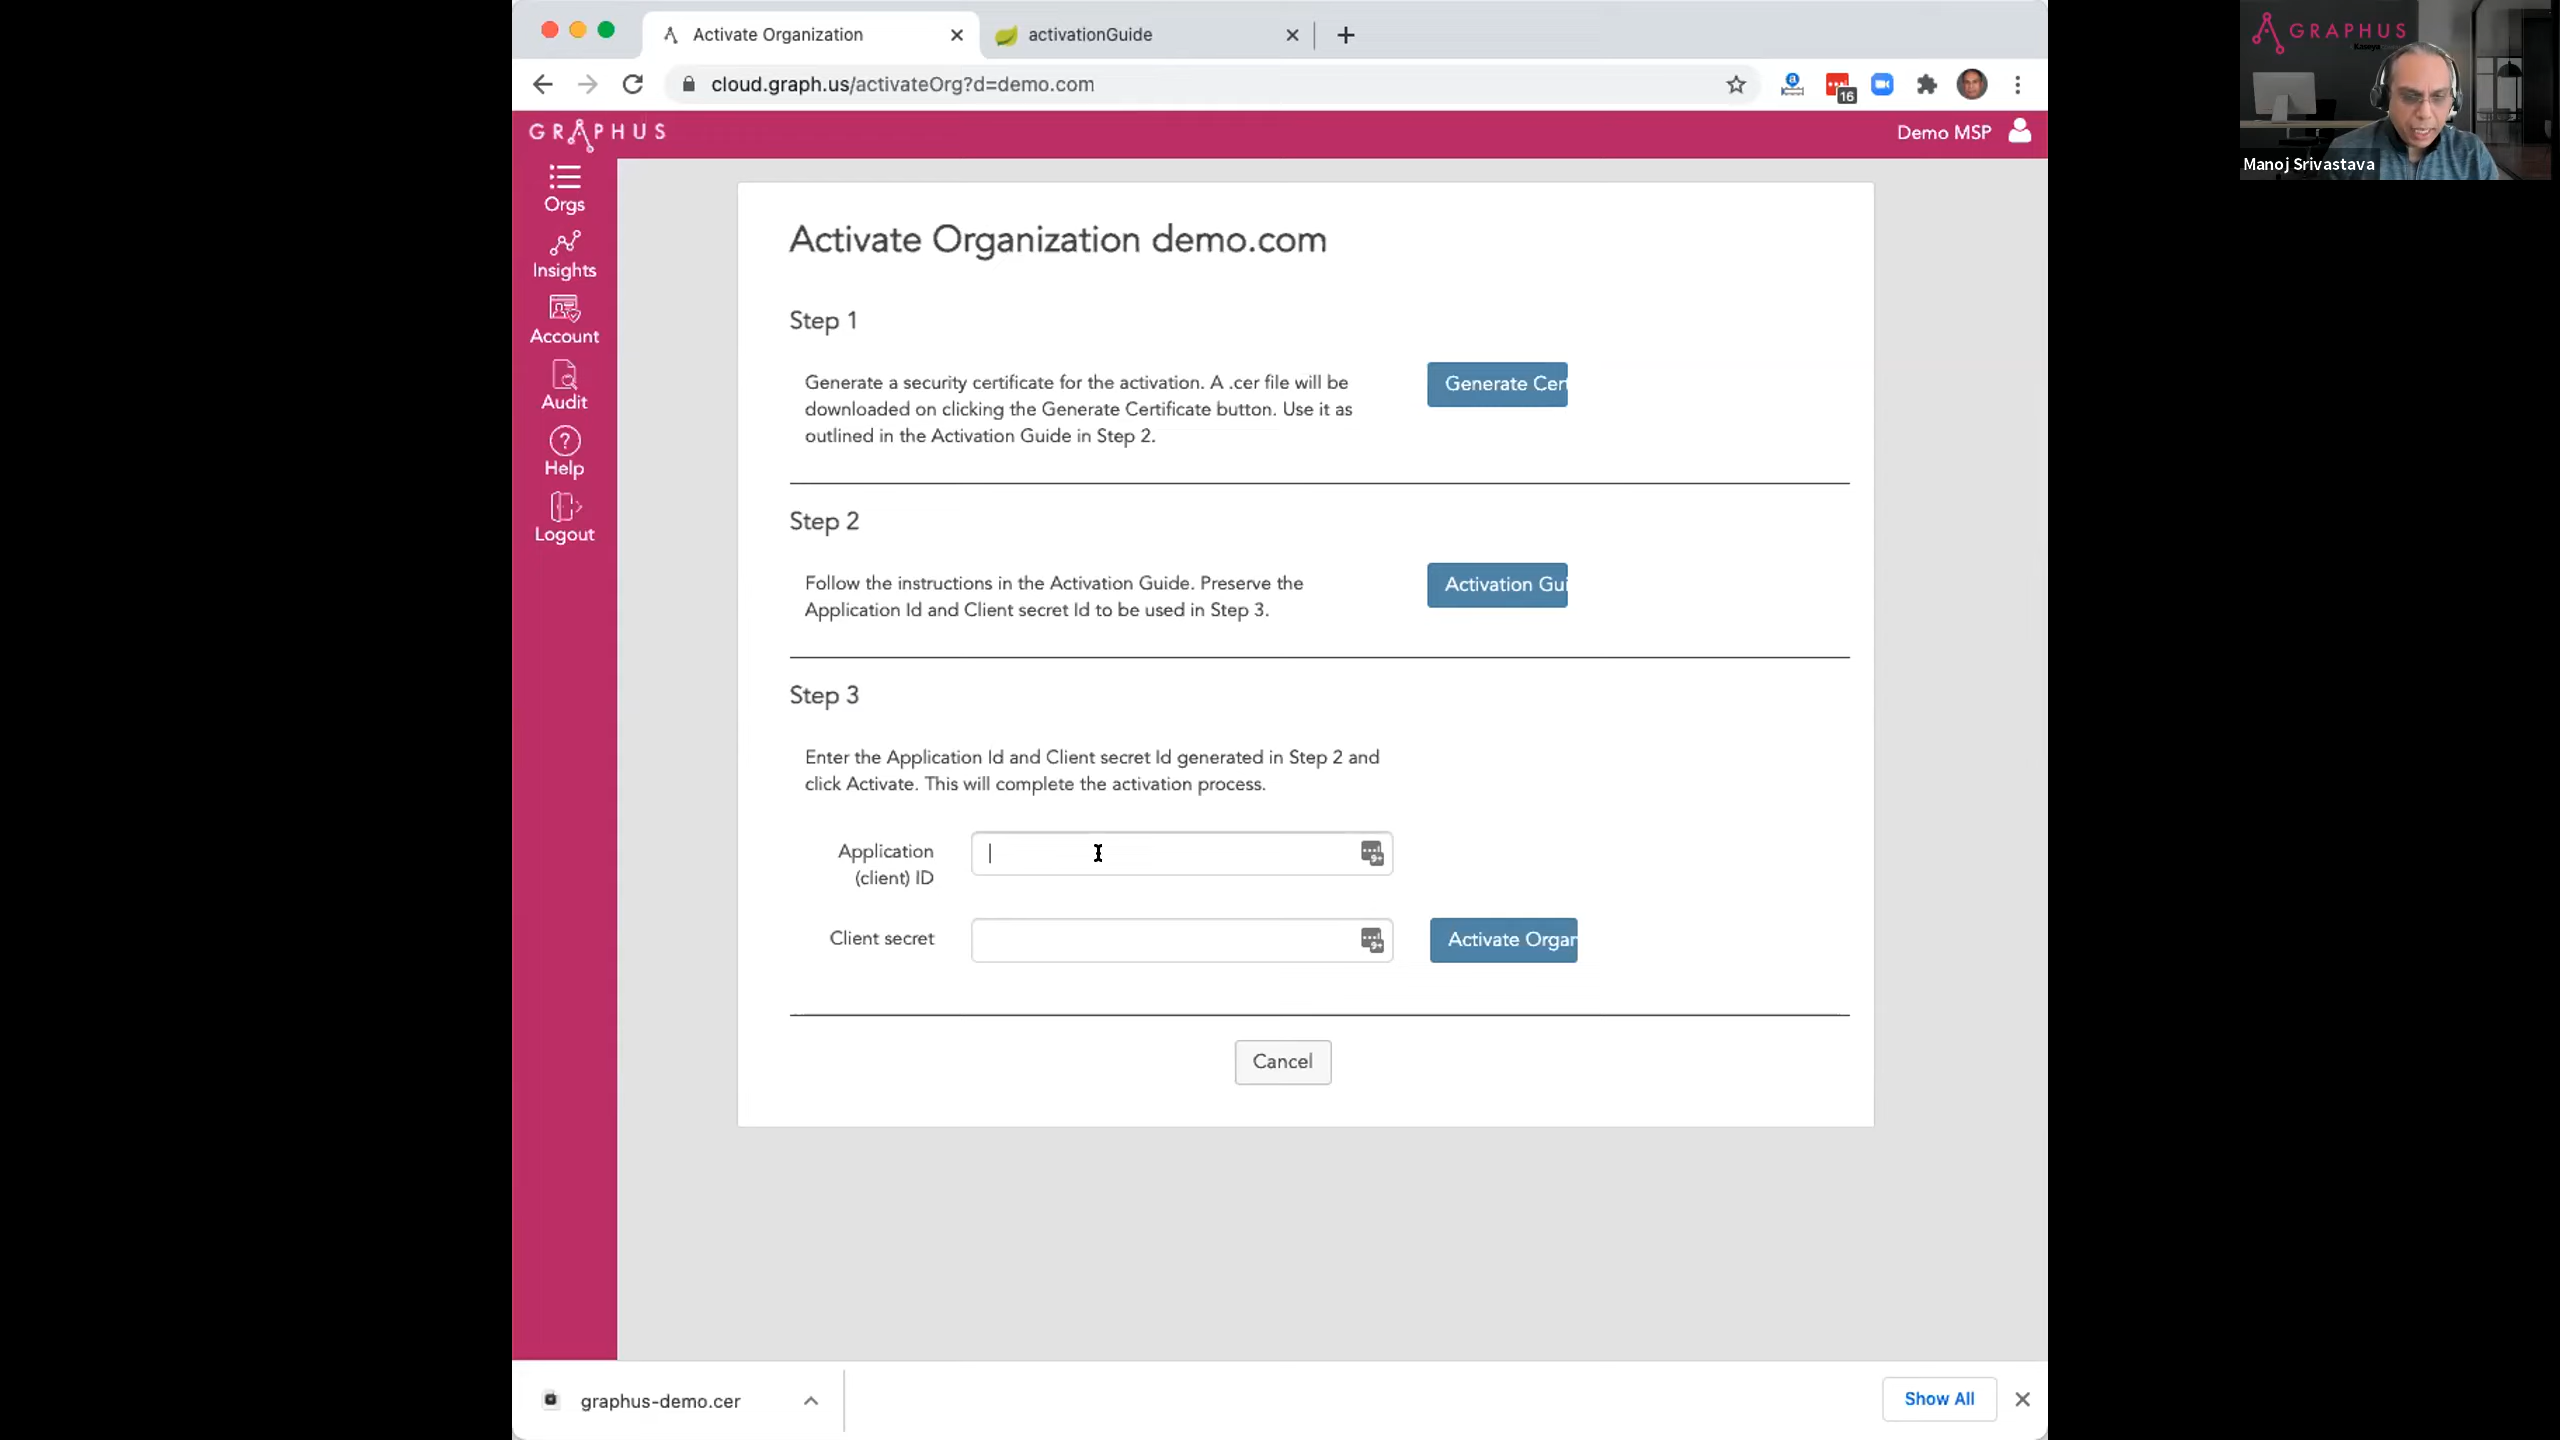 Activate Organization
activationGuide
cloud.graph.us/activateOrg?d=demo.com
16
GRAPHUS
Demo MSP
Orgs
Insights
Account
Audit
Help
Logout
Activate Organization demo.com
Step 1
Generate a security certificate for the activation. A .cer file will be
downloaded on clicking the Generate Certificate button. Use it as
outlined in the Activation Guide in Step 2.
Generate Cert
Step 2
Follow the instructions in the Activation Guide. Preserve the
Application Id and Client secret Id to be used in Step 3.
Activation Gui
Step 3
Enter the Application Id and Client secret Id generated in Step 2 and
click Activate. This will complete the activation process.
Application
(client) ID
9+
Client secret
9+
Activate Organ
Cancel
graphus-demo.cer
Show All
GRAPHUS
Manoj Srivastava